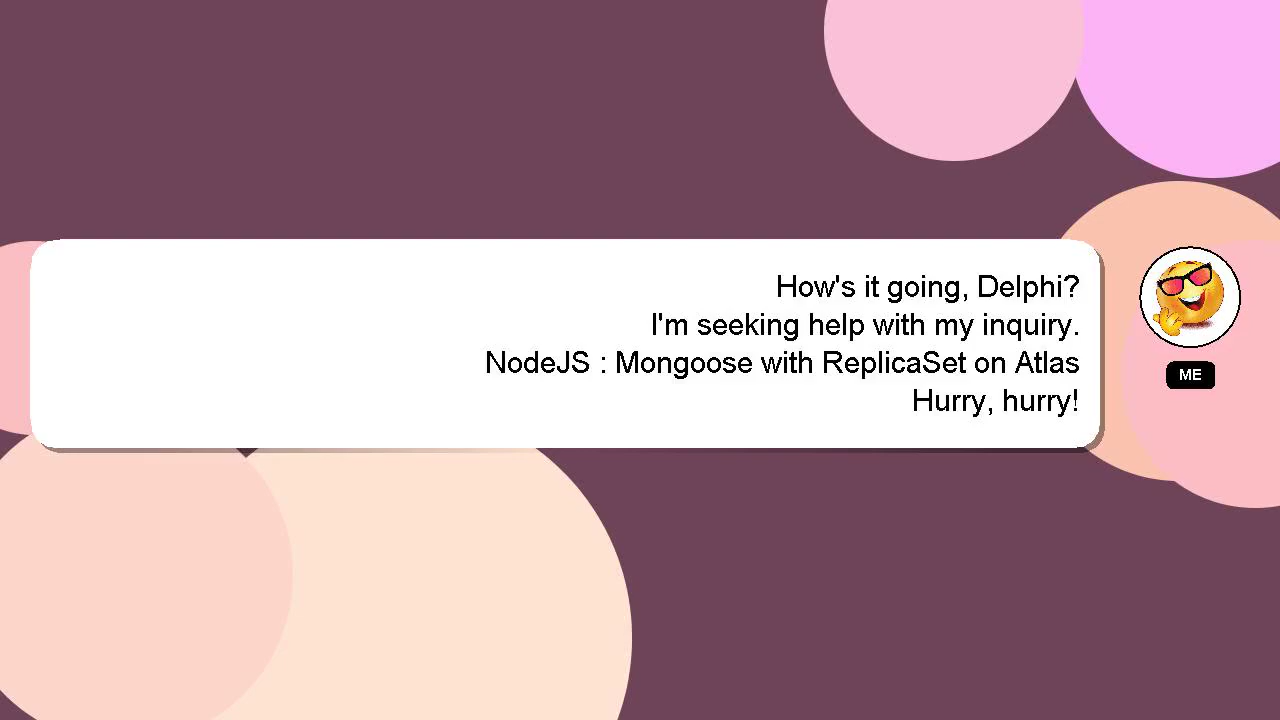 How's it going, Delphi?
I'm seeking help with my inquiry.
NodeJS : Mongoose with ReplicaSet on Atlas
Hurry, hurry!
ME